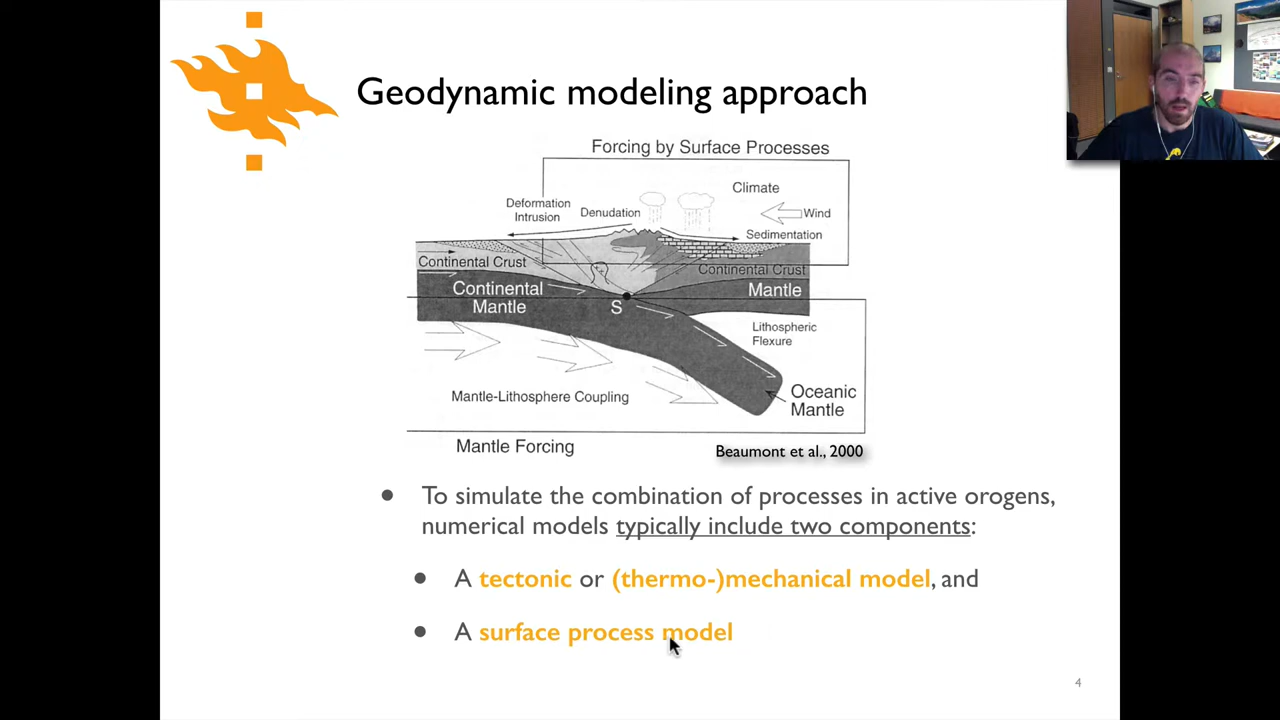 Geodynamic modeling approach
Forcing by Surface Processes
Climate
Deformation
Intrusion
Denudation
Wind
Sedimentation
Continental Crust
Continental Crust
Continental
Mantle
Mantle
S
Lithospheric
Flexure
Mantle-Lithosphere Coupling
Oceanic
Mantle
Mantle Forcing
Beaumont et al., 2000
● To simulate the combination of processes in active orogens,
numerical models typically include two components:
● A tectonic or (thermo-)mechanical model, and
● A surface process model
4